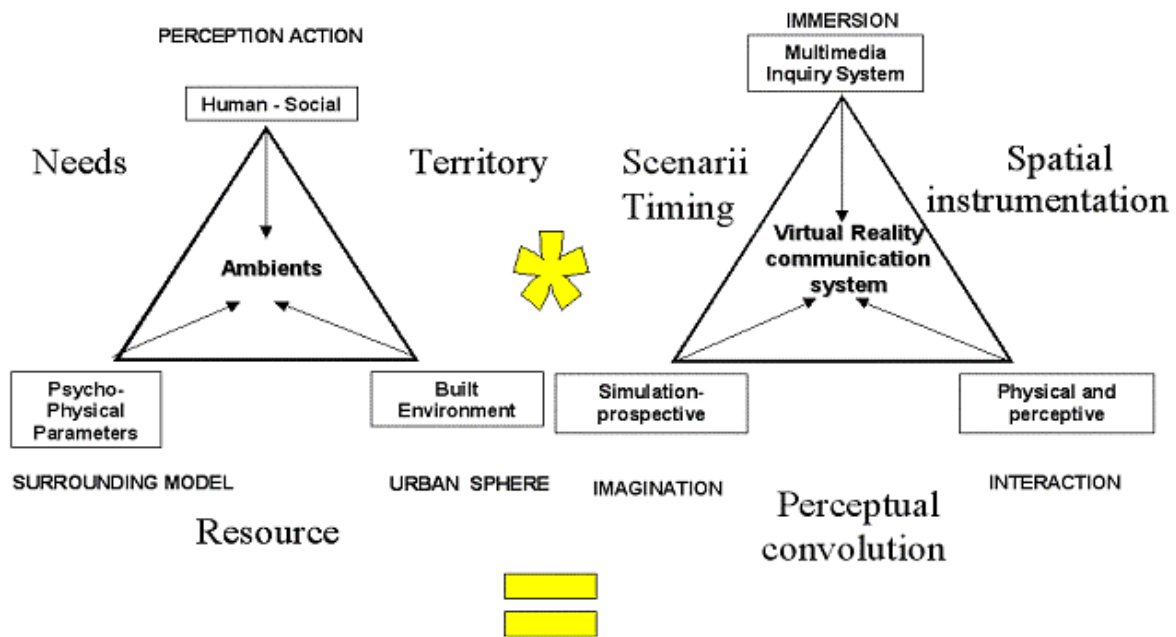 PERCEPTION ACTION
Human - Social
Needs
Territory
Ambients
Psycho-
Physical
Parameters
Built
Environment
SURROUNDING MODEL
URBAN SPHERE
Resource
*
IMMERSION
Multimedia
Inquiry System
Scenarii
Timing
Spatial
instrumentation
Virtual Reality
communication
system
Simulation-
prospective
Physical and
perceptive
IMAGINATION
INTERACTION
Perceptual
convolution
=